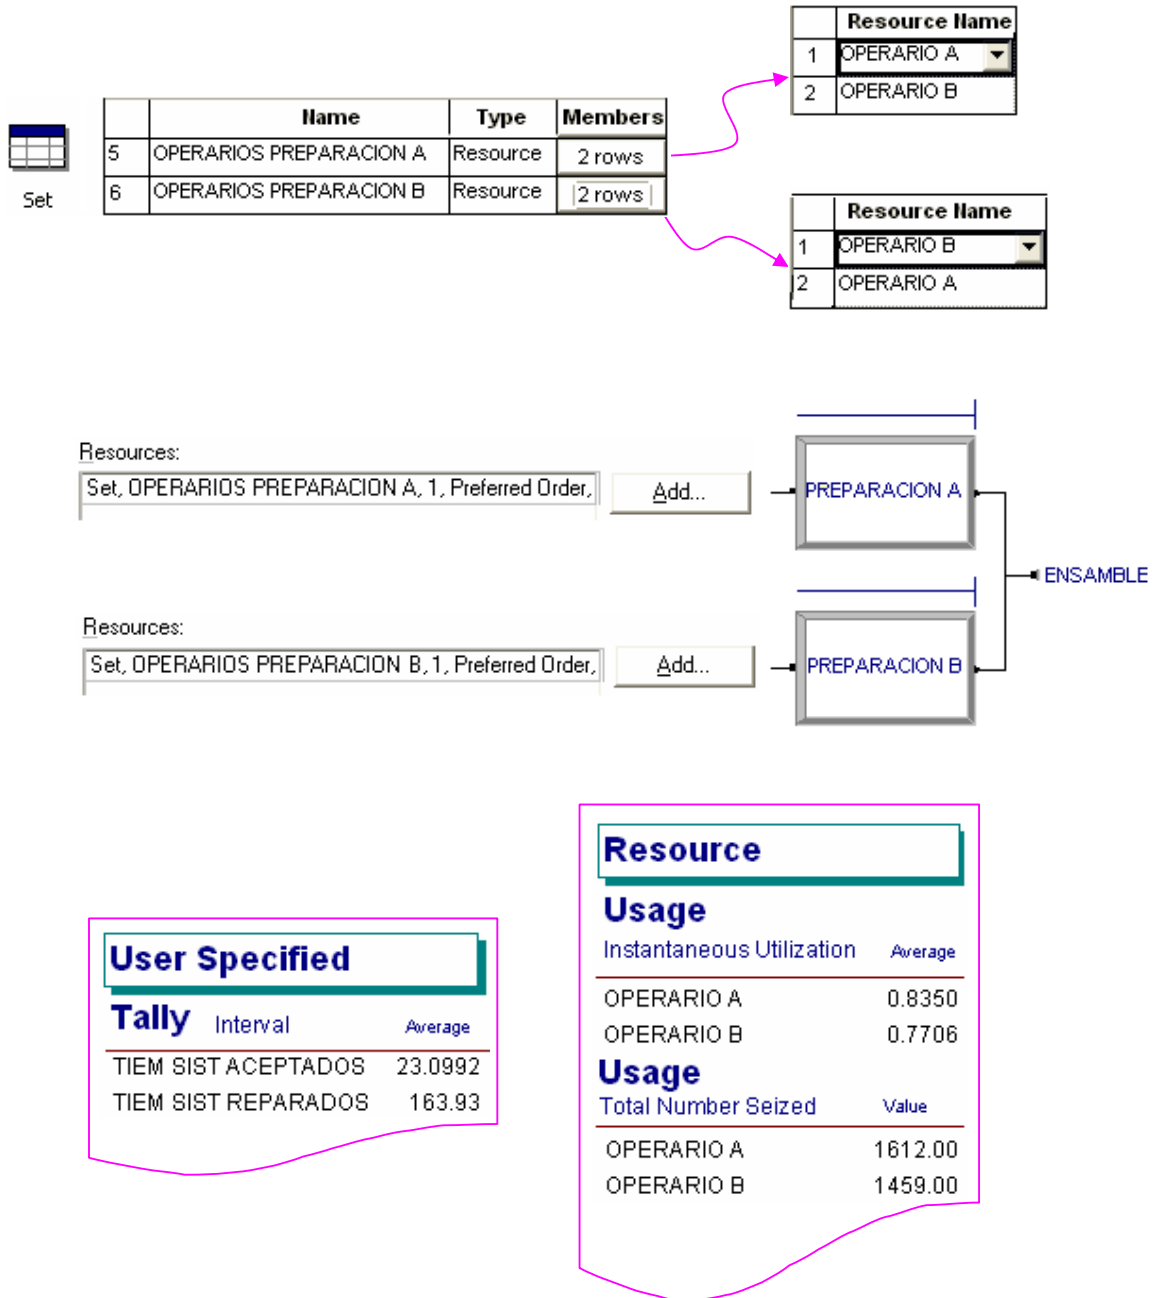 Resource Name
1 OPERARIO A
2 OPERARIO B
Name Type Members
5 OPERARIOS PREPARACION A Resource 2 rows
6 OPERARIOS PREPARACION B Resource 2 rows
Set
Resource Name
1 OPERARIO B
2 OPERARIO A
Resources:
Set, OPERARIOS PREPARACION A, 1, Preferred Order,
Add...
PREPARACION A
ENSAMBLE
Resources:
Set, OPERARIOS PREPARACION B, 1, Preferred Order,
Add...
PREPARACION B
User Specified
Tally Interval Average
TIEM SIST ACEPTADOS 23.0992
TIEM SIST REPARADOS 163.93
Resource
Usage
Instantaneous Utilization Average
OPERARIO A 0.8350
OPERARIO B 0.7706
Usage
Total Number Seized Value
OPERARIO A 1612.00
OPERARIO B 1459.00